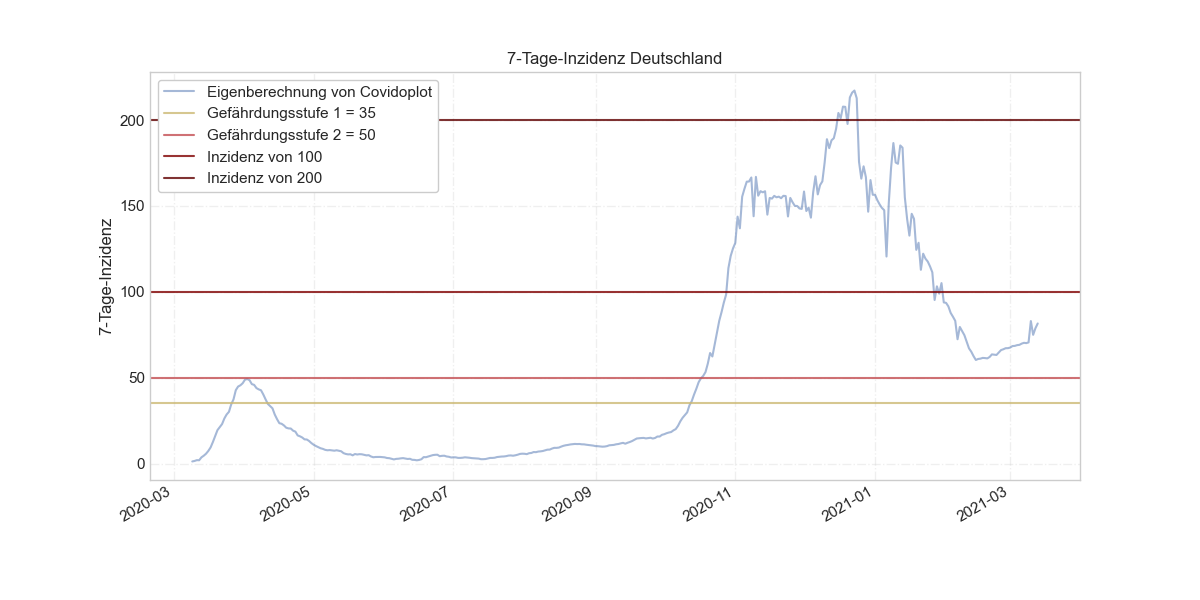 7-Tage-Inzidenz Deutschland
Eigenberechnung von Covidoplot
Gefährdungsstufe 1 = 35
Gefährdungsstufe 2 = 50
Inzidenz von 100
Inzidenz von 200
7-Tage-Inzidenz
200
150
100
50
0
2020-03
2020-05
2020-07
2020-09
2020-11
2021-01
2021-03